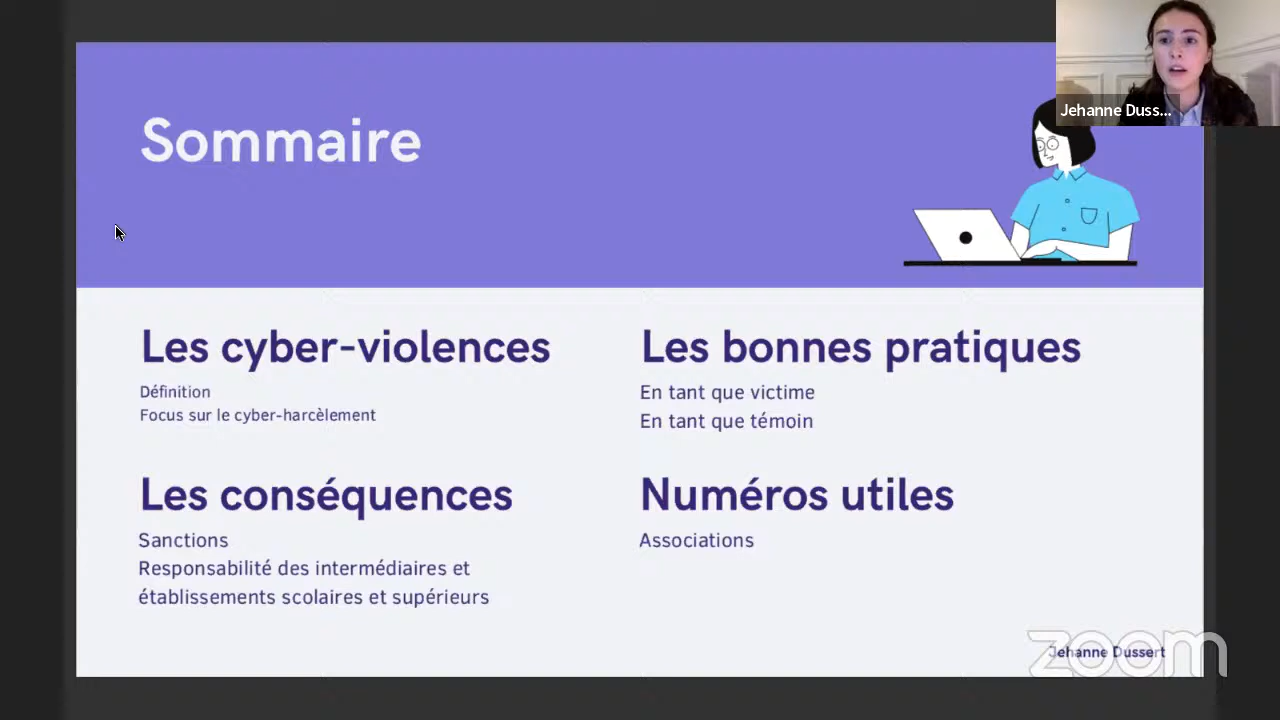 Jehanne Duss...
Sommaire
Les cyber-violences
Définition
Focus sur le cyber-harcèlement
Les bonnes pratiques
En tant que victime
En tant que témoin
Les conséquences
Sanctions
Responsabilité des intermédiaires et
établissements scolaires et supérieurs
Numéros utiles
Associations
Jehanne Dussert
zoom